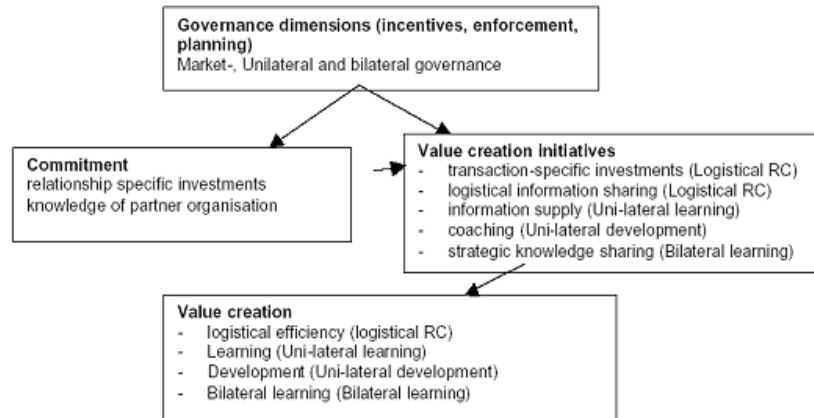 Governance dimensions (incentives, enforcement,
planning)
Market-, Unilateral and bilateral governance
Commitment
relationship specific investments
knowledge of partner organisation
Value creation initiatives
- transaction-specific investments (Logistical RC)
- logistical information sharing (Logistical RC)
- information supply (Uni-lateral learning)
- coaching (Uni-lateral development)
- strategic knowledge sharing (Bilateral learning)
Value creation
- logistical efficiency (logistical RC)
- Learning (Uni-lateral learning)
- Development (Uni-lateral development)
- Bilateral learning (Bilateral learning)